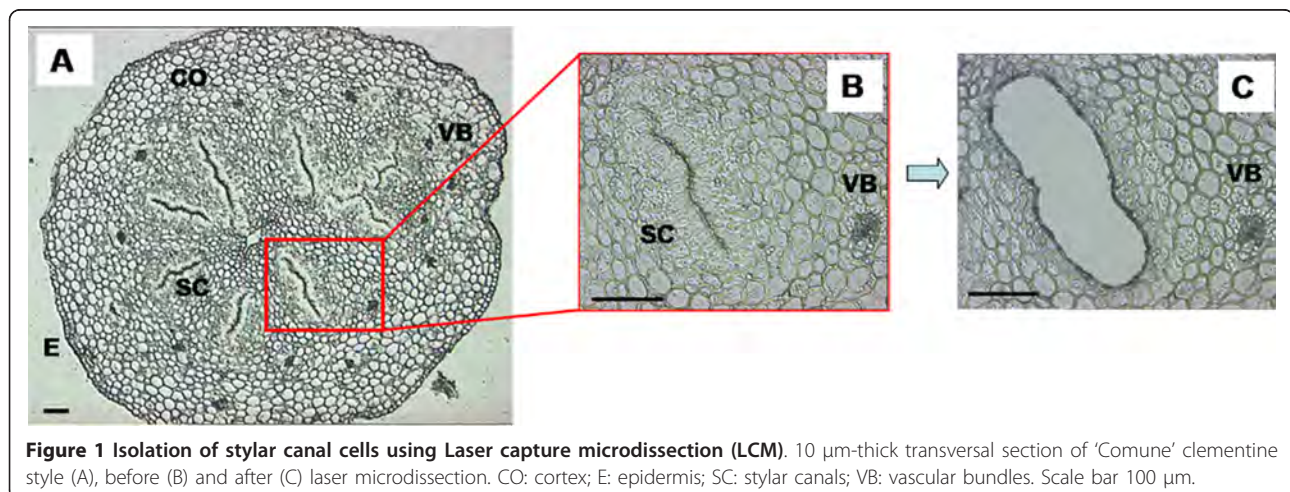 A
CO
VB
SC
E
B
SC
VB
C
VB
Figure 1 Isolation of stylar canal cells using Laser capture microdissection (LCM). 10 μm-thick transversal section of ‘Comune’ clementine
style (A), before (B) and after (C) laser microdissection. CO: cortex; E: epidermis; SC: stylar canals; VB: vascular bundles. Scale bar 100 μm.